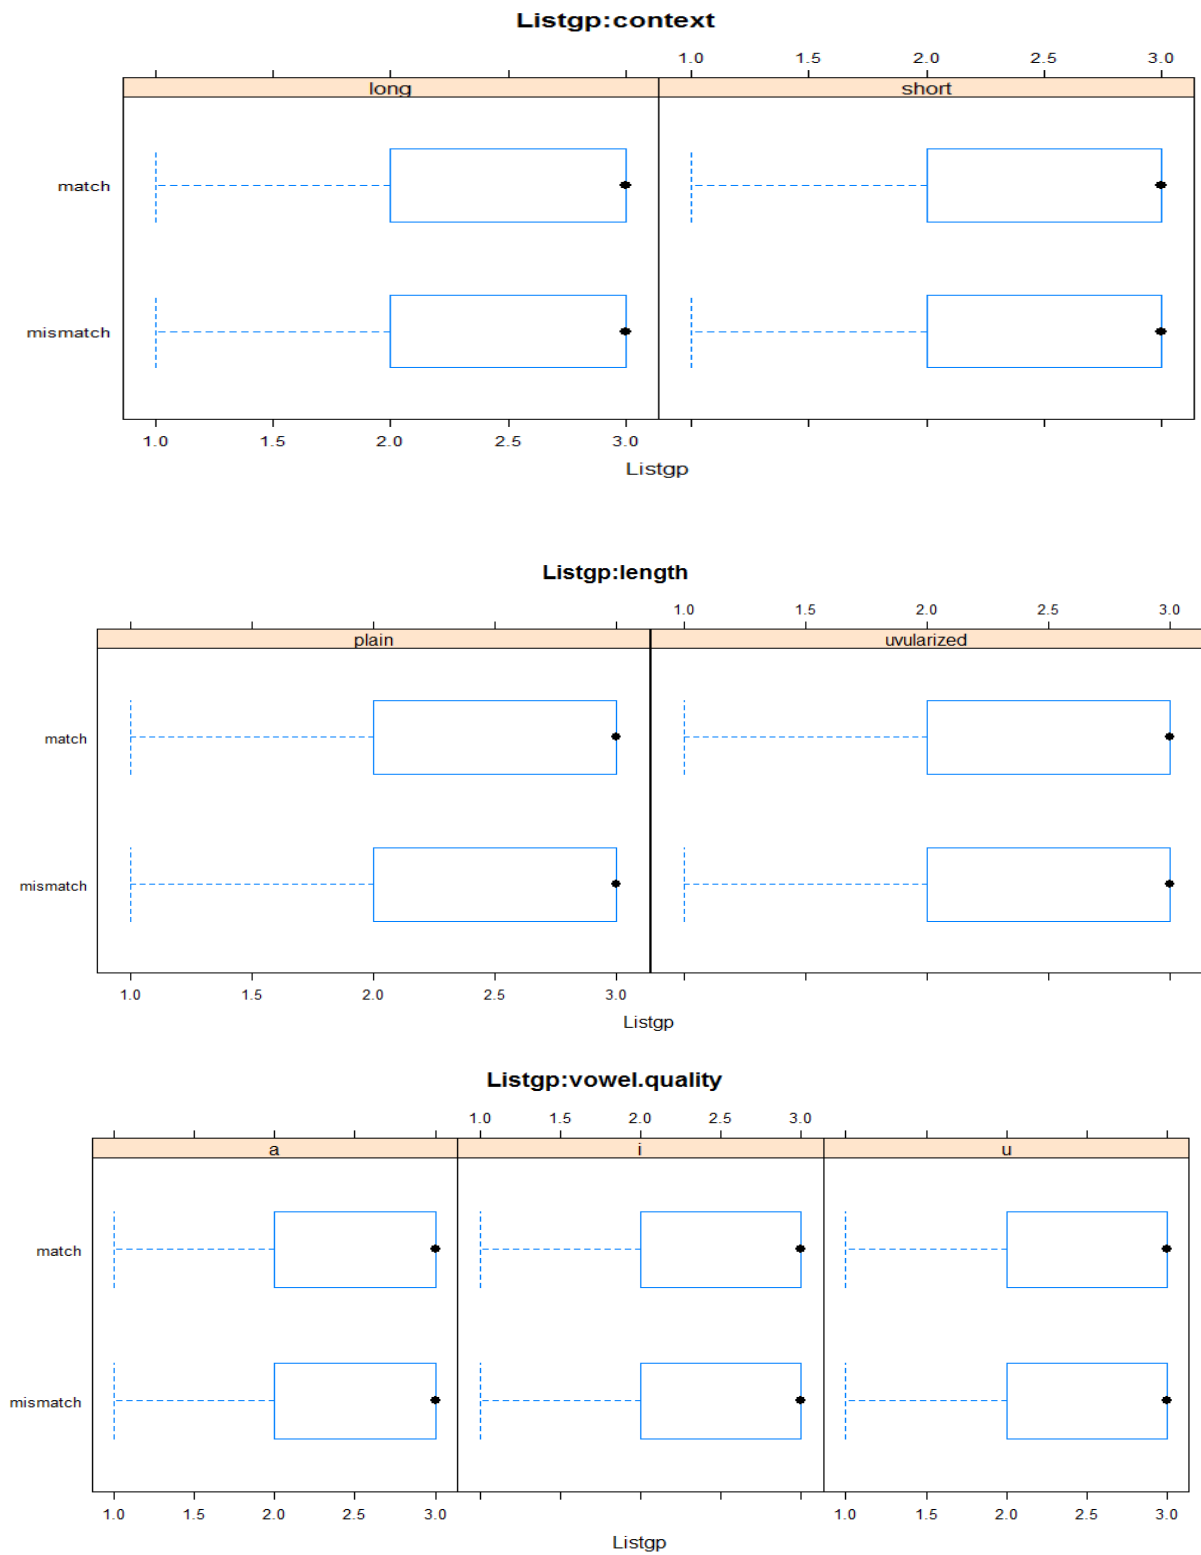 Listgp:context
1.0 1.5 2.0 2.5 3.0
long short
match
mismatch
1.0 1.5 2.0 2.5 3.0
Listgp
Listgp:length
1.0 1.5 2.0 2.5 3.0
plain uvularized
match
mismatch
1.0 1.5 2.0 2.5 3.0
Listgp
Listgp:vowel.quality
1.0 1.5 2.0 2.5 3.0
a i u
match
mismatch
1.0 1.5 2.0 2.5 3.0 1.0 1.5 2.0 2.5 3.0
Listgp